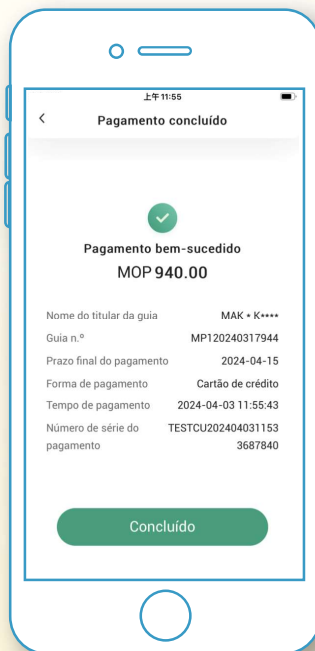 上午 11:55
Pagamento concluído
Pagamento bem-sucedido
MOP 940.00
Nome do titular da guia MAK * K****
Guia n.º MP120240317944
Prazo final do pagamento 2024-04-15
Forma de pagamento Cartão de crédito
Tempo de pagamento 2024-04-03 11:55:43
Número de série do TESTCU202404031153
pagamento 3687840
Concluído